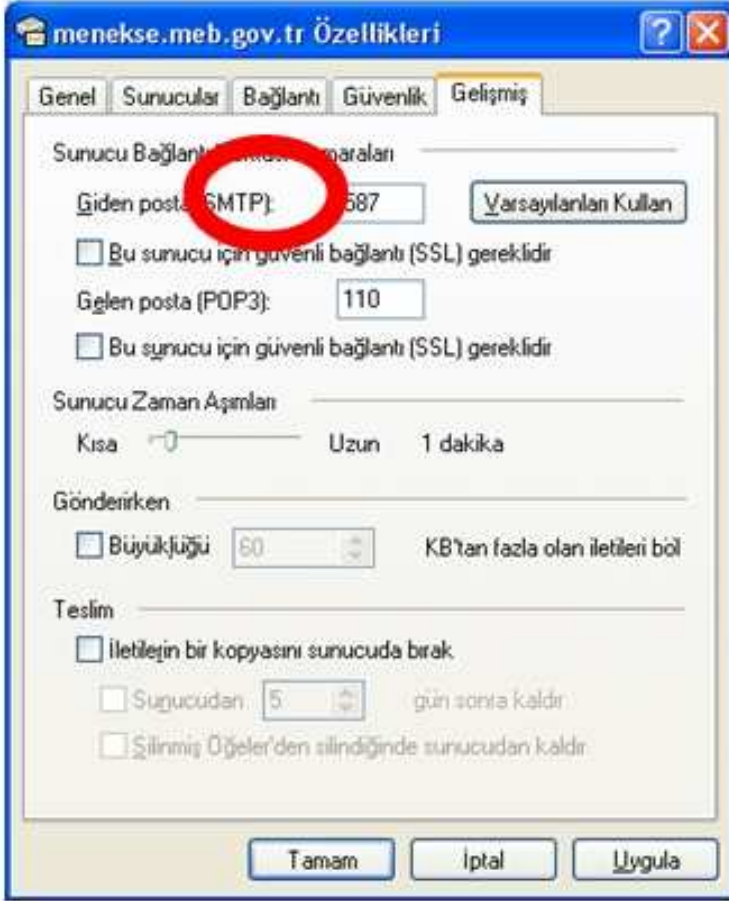 menekse.meb.gov.tr Özellikleri
Genel Sunucular Bağlantı Güvenlik Gelişmiş
Sunucu
Giden posta (SMTP): 587 Varsayılanları Kullan
Bu sunucu için güvenli bağlantı (SSL) gereklidir
Gelen posta (POP3): 110
Bu sunucu için güvenli bağlantı (SSL) gereklidir
Sunucu Zaman Aşımları
Kısa Uzun 1 dakika
Gönderirken
Büyüklüğü 60 KB'tan fazla olan iletileri böl
Teslim
İletilerin bir kopyasını sunucuda bırak
Sunucudan 5 gün sonra kaldır
Silinmiş Öğeler'den silindiğinde sunucudan kaldır
Tamam İptal Uygula